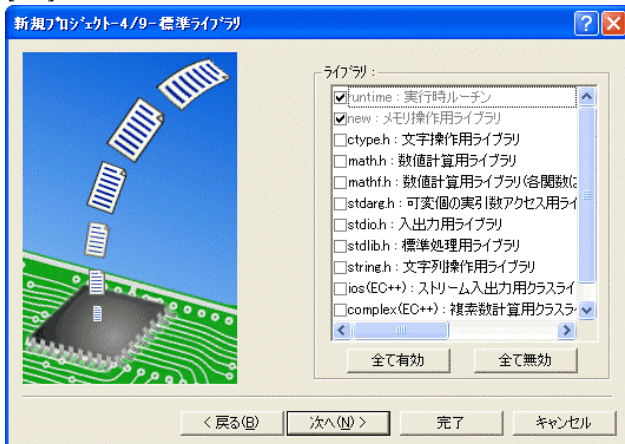 新規プロジェクト-4/9-標準ライブラリ
ライブラリ :
runtime : 実行時ルーチン
new : メモリ操作用ライブラリ
ctype.h : 文字操作用ライブラリ
math.h : 数値計算用ライブラリ
mathf.h : 数値計算用ライブラリ(各関数は
stdarg.h : 可変個の実引数アクセス用ライ
stdio.h : 入出力用ライブラリ
stdlib.h : 標準処理用ライブラリ
string.h : 文字列操作用ライブラリ
ios(EC++) : ストリーム入出力用クラスライ
complex(EC++) : 複素数計算用クラスラ
全て有効
全て無効
< 戻る(B)
次へ(N) >
完了
キャンセル